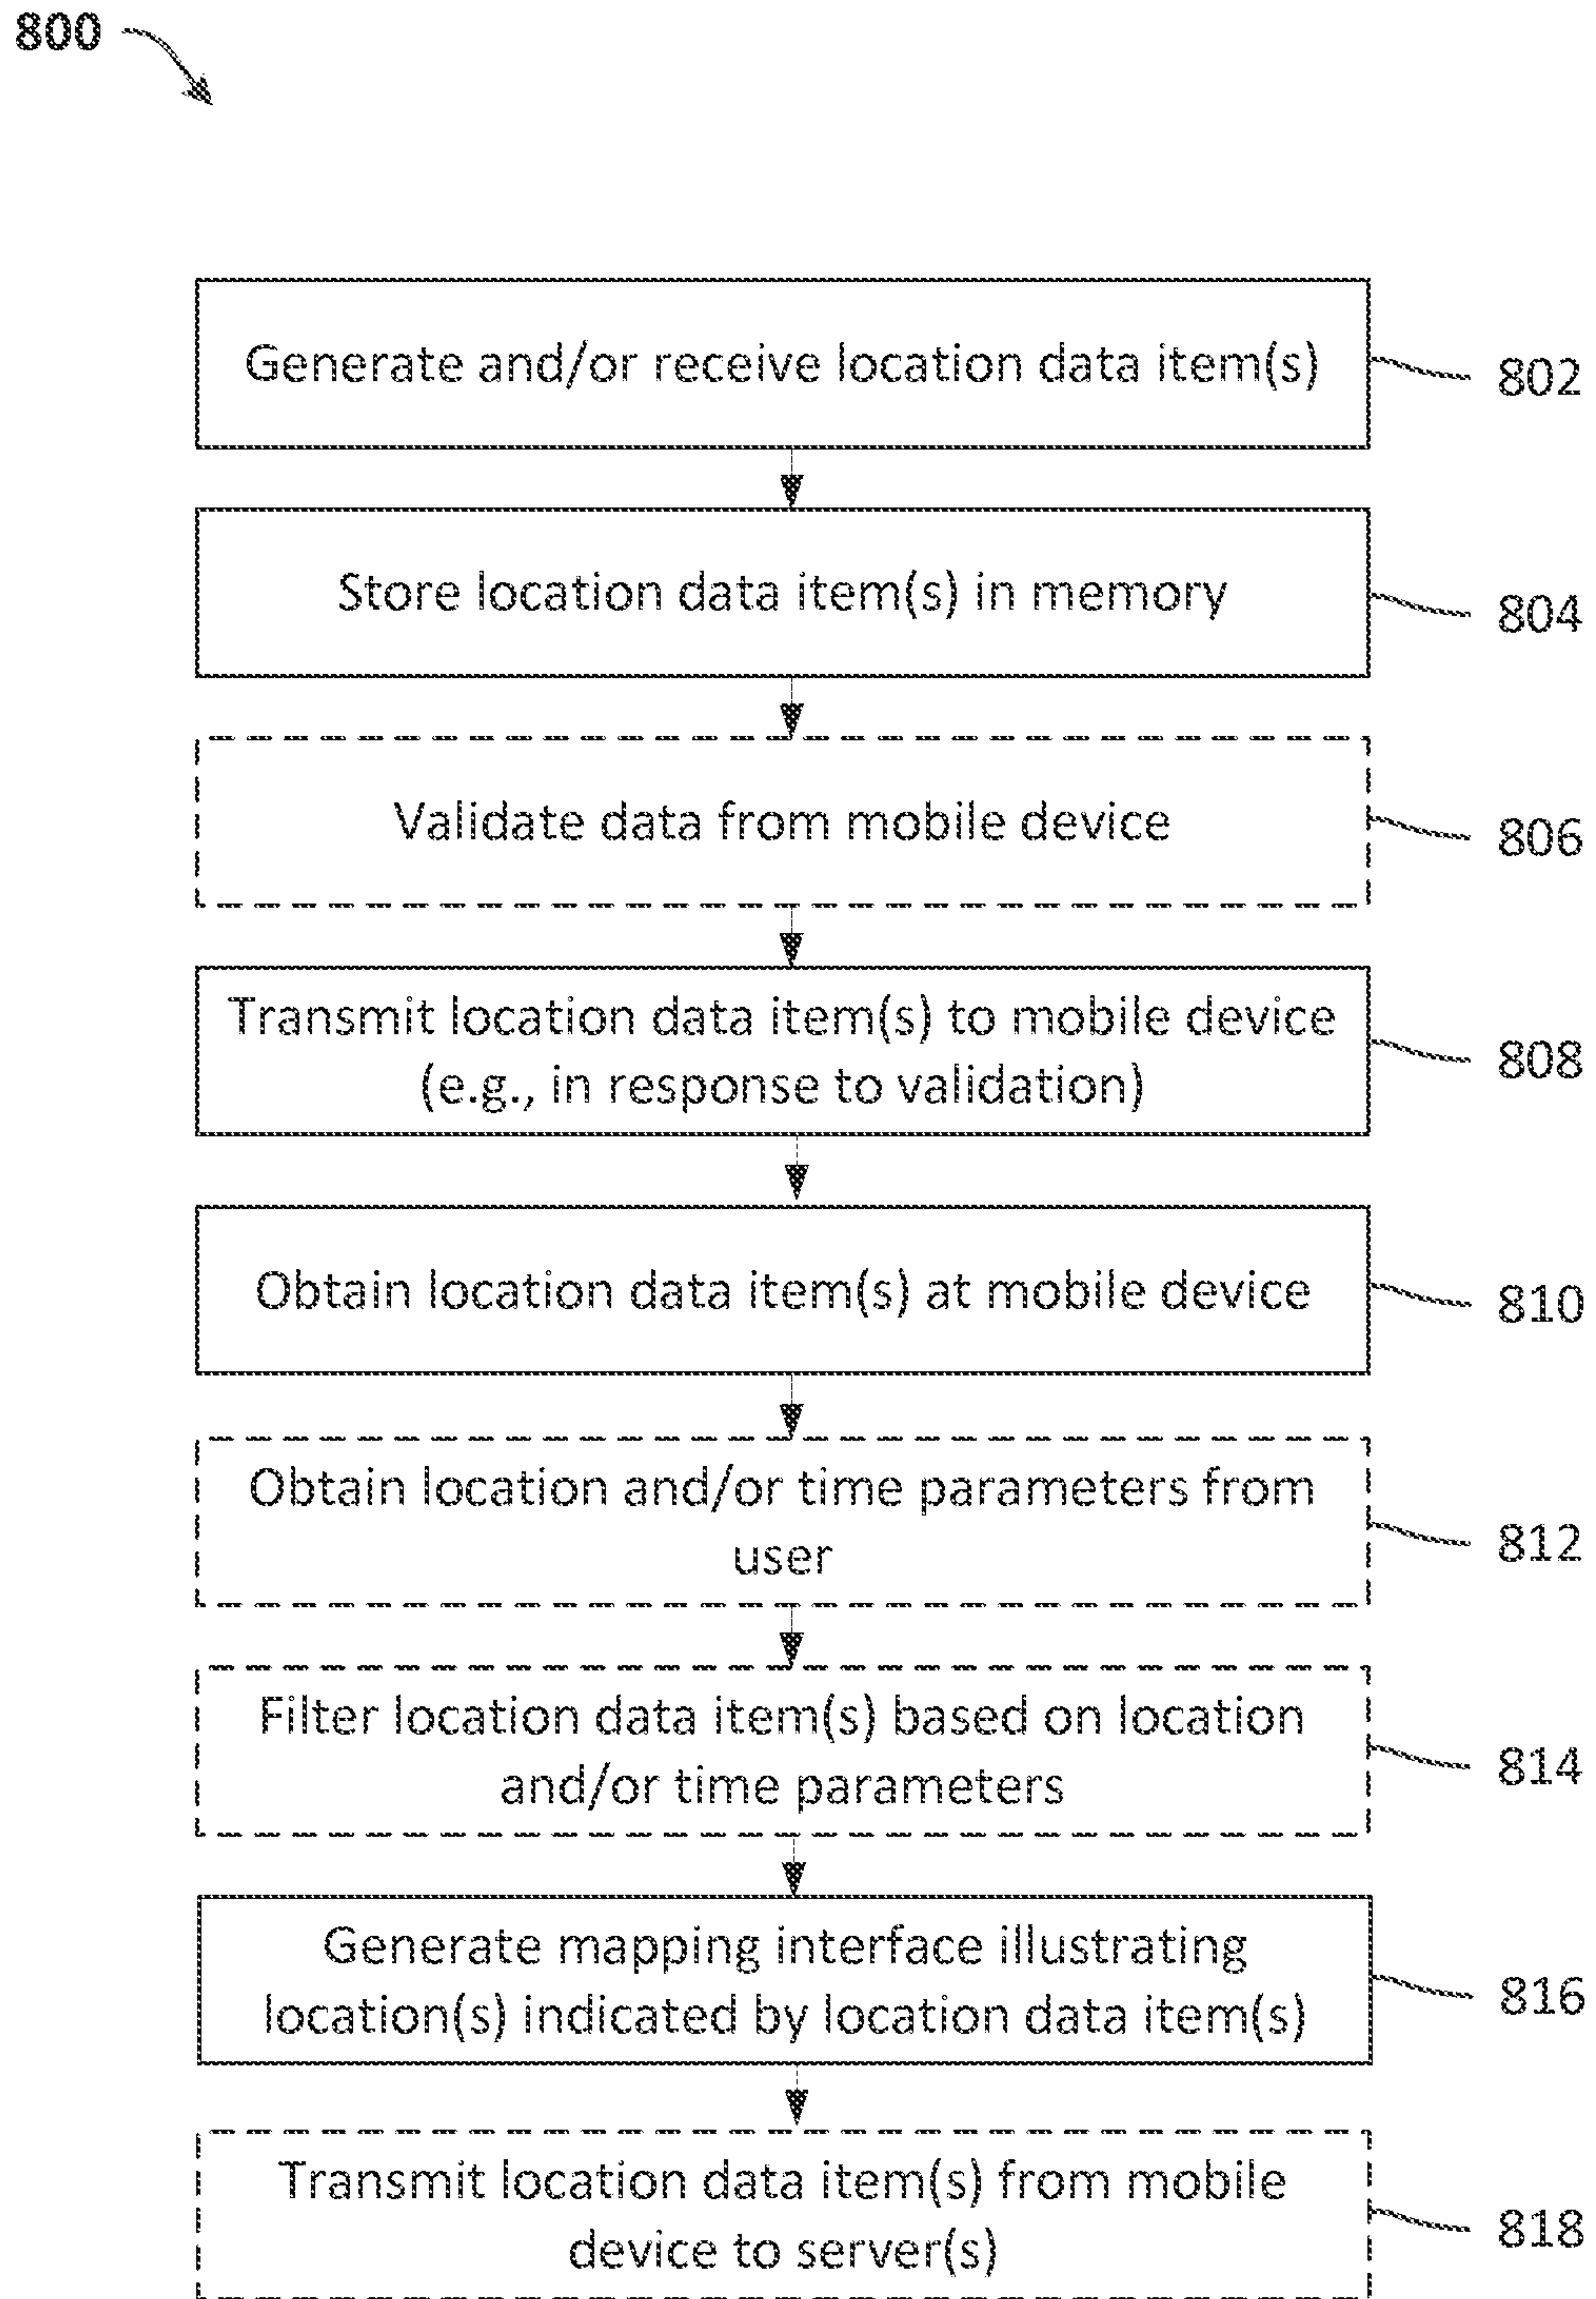 800
Generate and/or receive location data item(s)
802
Store location data item(s) in memory
804
Validate data from mobile device
806
Transmit location data item(s) to mobile device
(e.g., in response to validation)
808
Obtain location data item(s) at mobile device
810
Obtain location and/or time parameters from
user
812
Filter location data item(s) based on location
and/or time parameters
814
Generate mapping interface illustrating
location(s) indicated by location data item(s)
816
Transmit location data item(s) from mobile
device to server(s)
818